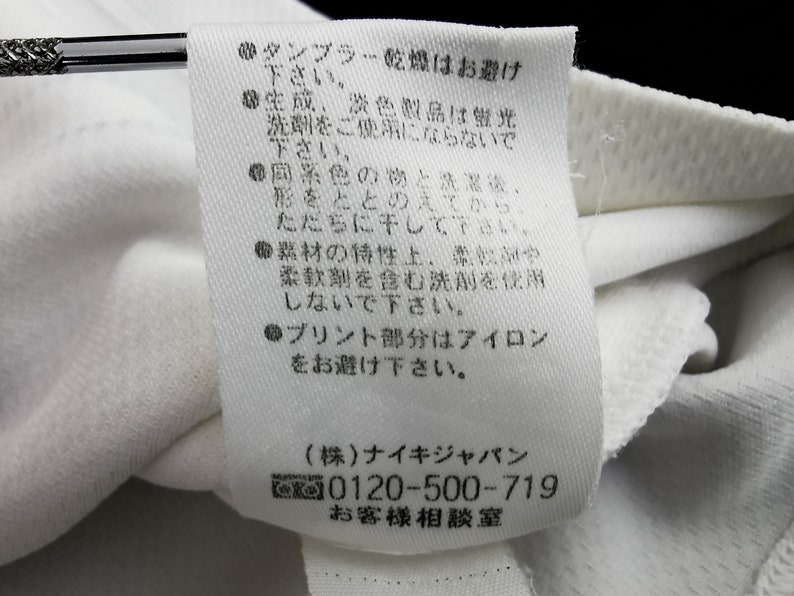 ●タンブラー乾燥はお避け
下さい。
●生成、淡色製品は蛍光
洗剤をご使用にならないで
下さい。
●同系色の物と洗濯後、
形をととのえてから、
ただちに干して下さい。
●素材の特性上、柔軟剤や
柔軟剤を含む洗剤を使用
しないで下さい。
●プリント部分はアイロン
をお避け下さい。
(株)ナイキジャパン
0120-500-719
お客様相談室